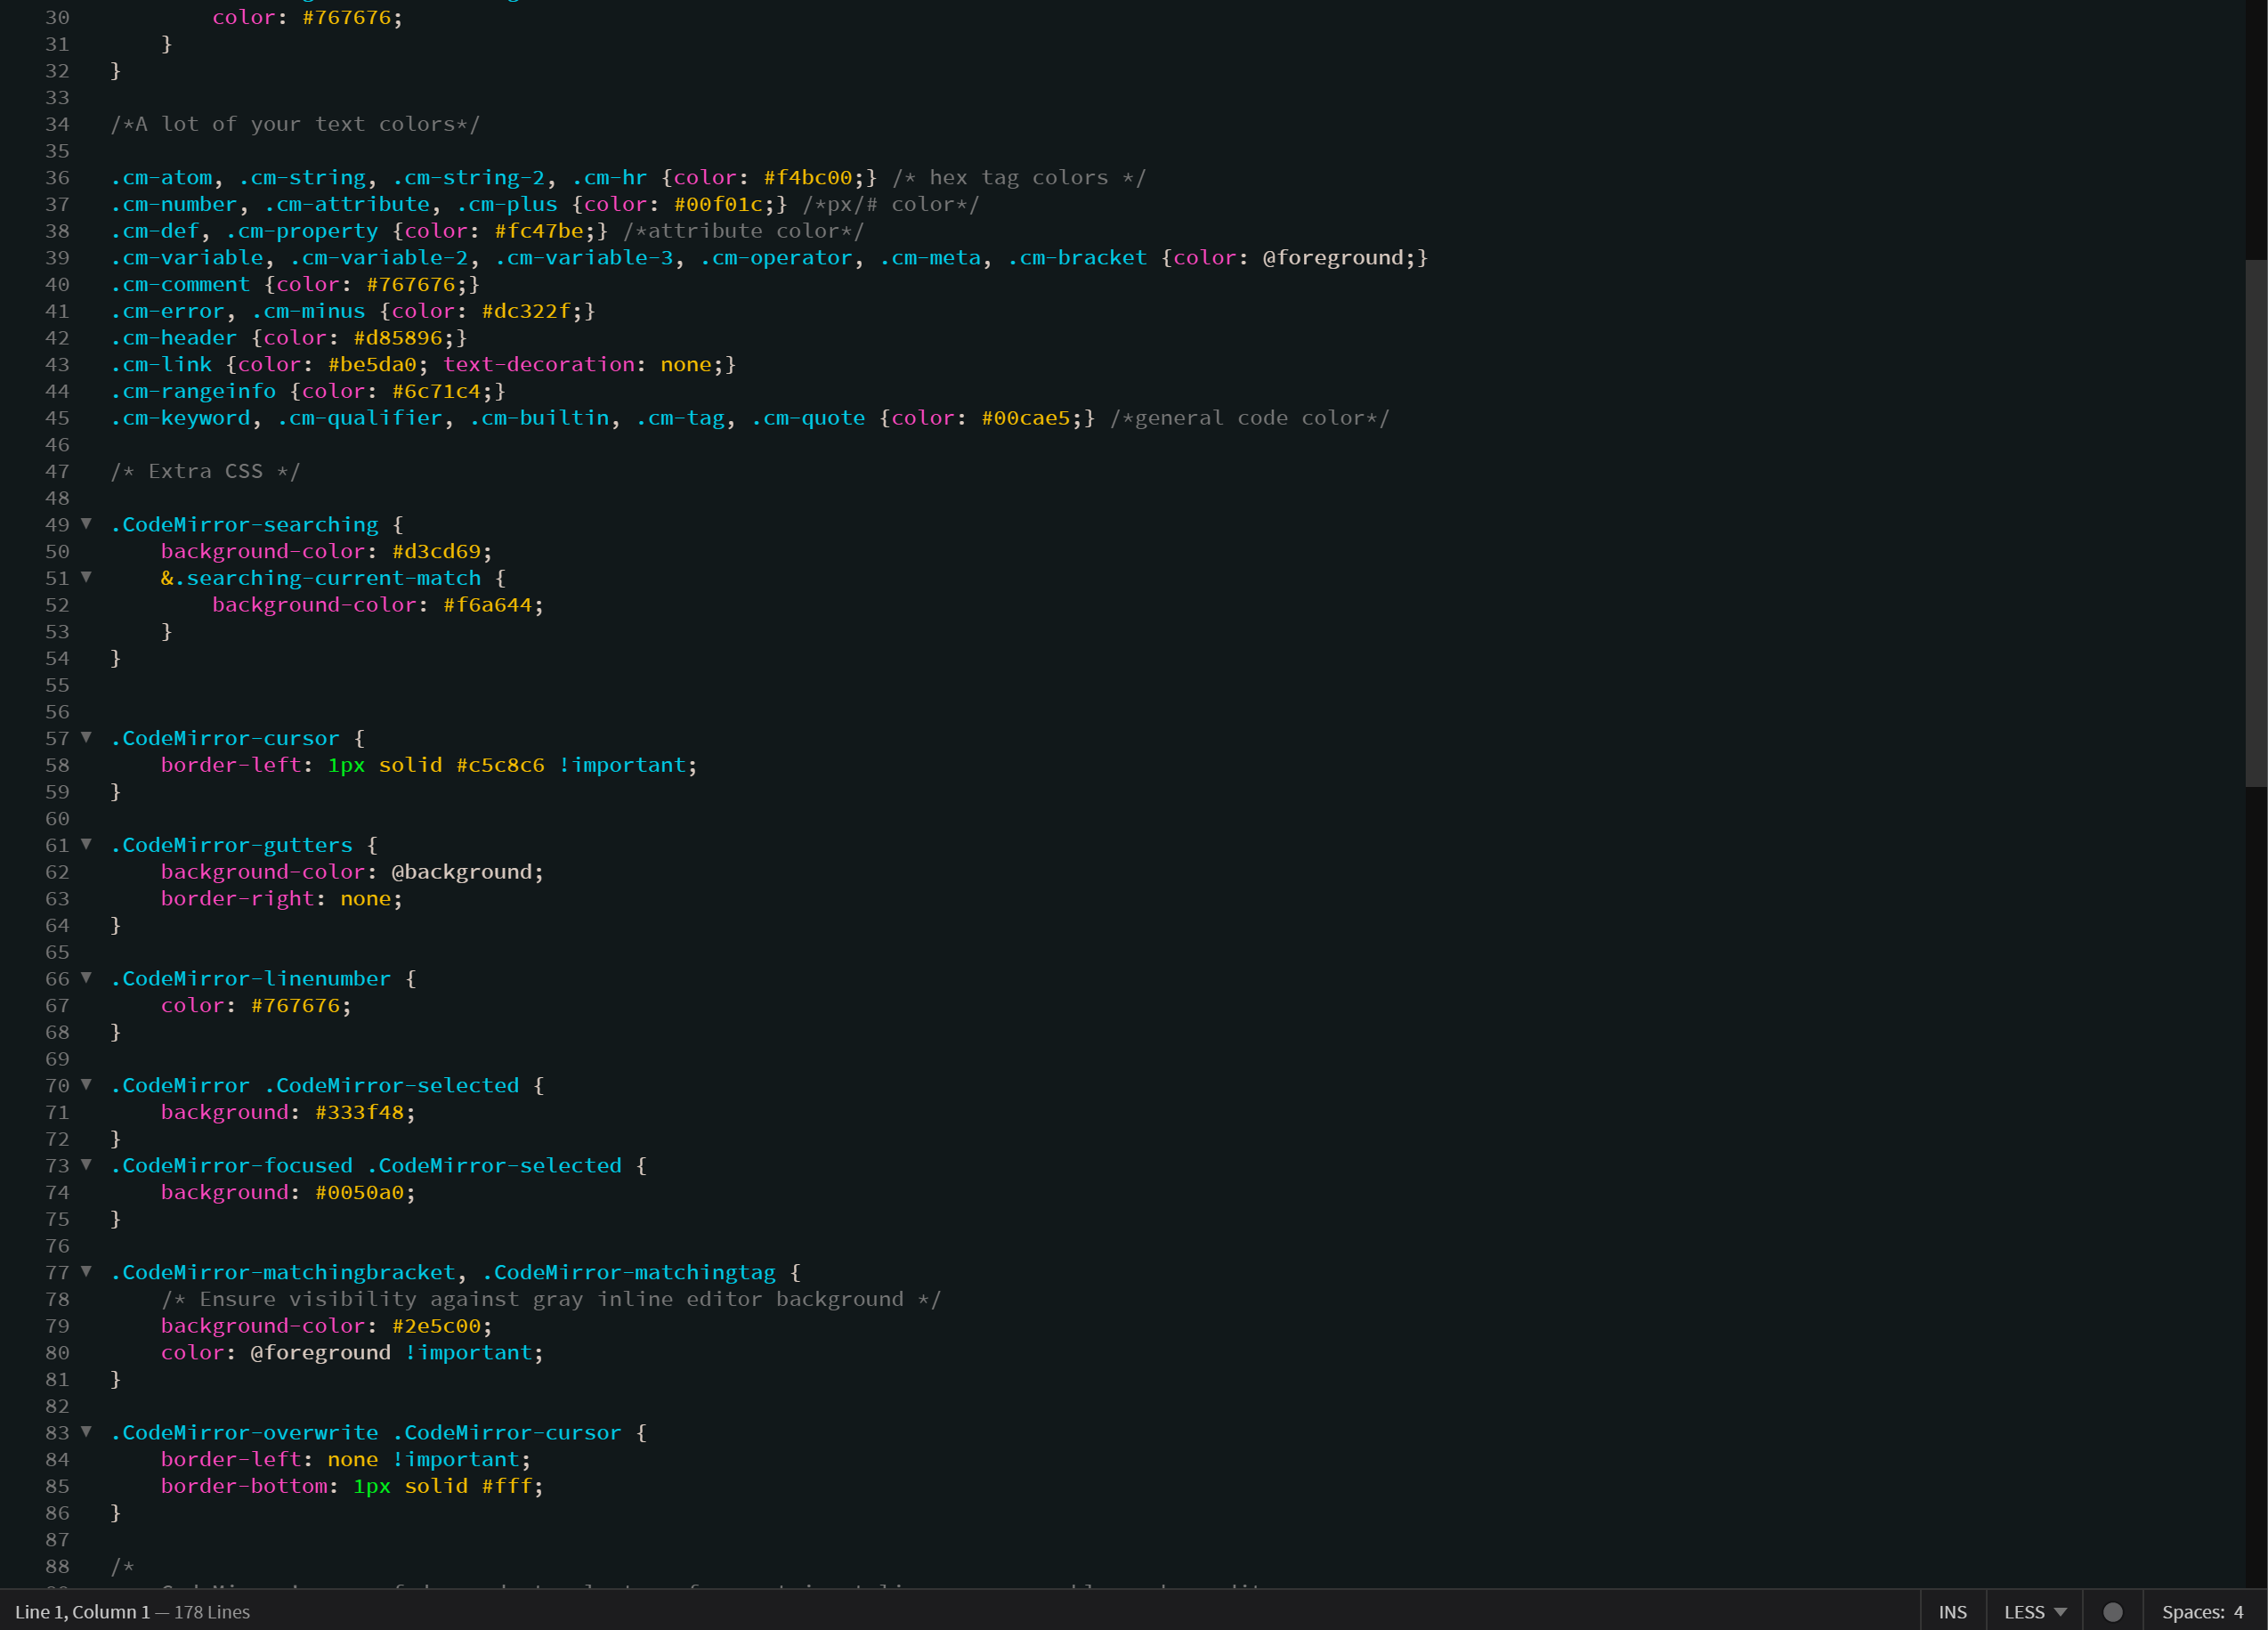 30 color: #767676;
31 }
32 }
33
34 /*A lot of your text colors*/
35
36 .cm-atom, .cm-string, .cm-string-2, .cm-hr {color: #f4bc00;} /* hex tag colors */
37 .cm-number, .cm-attribute, .cm-plus {color: #00f01c;} /*px/# color*/
38 .cm-def, .cm-property {color: #fc47be;} /*attribute color*/
39 .cm-variable, .cm-variable-2, .cm-variable-3, .cm-operator, .cm-meta, .cm-bracket {color: @foreground;}
40 .cm-comment {color: #767676;}
41 .cm-error, .cm-minus {color: #dc322f;}
42 .cm-header {color: #d85896;}
43 .cm-link {color: #be5da0; text-decoration: none;}
44 .cm-rangeinfo {color: #6c71c4;}
45 .cm-keyword, .cm-qualifier, .cm-builtin, .cm-tag, .cm-quote {color: #00cae5;} /*general code color*/
46
47 /* Extra CSS */
48
49 ▼ .CodeMirror-searching {
50 background-color: #d3cd69;
51 ▼ &.searching-current-match {
52 background-color: #f6a644;
53 }
54 }
55
56
57 ▼ .CodeMirror-cursor {
58 border-left: 1px solid #c5c8c6 !important;
59 }
60
61 ▼ .CodeMirror-gutters {
62 background-color: @background;
63 border-right: none;
64 }
65
66 ▼ .CodeMirror-linenumber {
67 color: #767676;
68 }
69
70 ▼ .CodeMirror .CodeMirror-selected {
71 background: #333f48;
72 }
73 ▼ .CodeMirror-focused .CodeMirror-selected {
74 background: #0050a0;
75 }
76
77 ▼ .CodeMirror-matchingbracket, .CodeMirror-matchingtag {
78 /* Ensure visibility against gray inline editor background */
79 background-color: #2e5c00;
80 color: @foreground !important;
81 }
82
83 ▼ .CodeMirror-overwrite .CodeMirror-cursor {
84 border-left: none !important;
85 border-bottom: 1px solid #fff;
86 }
87
88 /*
Line 1, Column 1 — 178 Lines INS LESS Spaces: 4